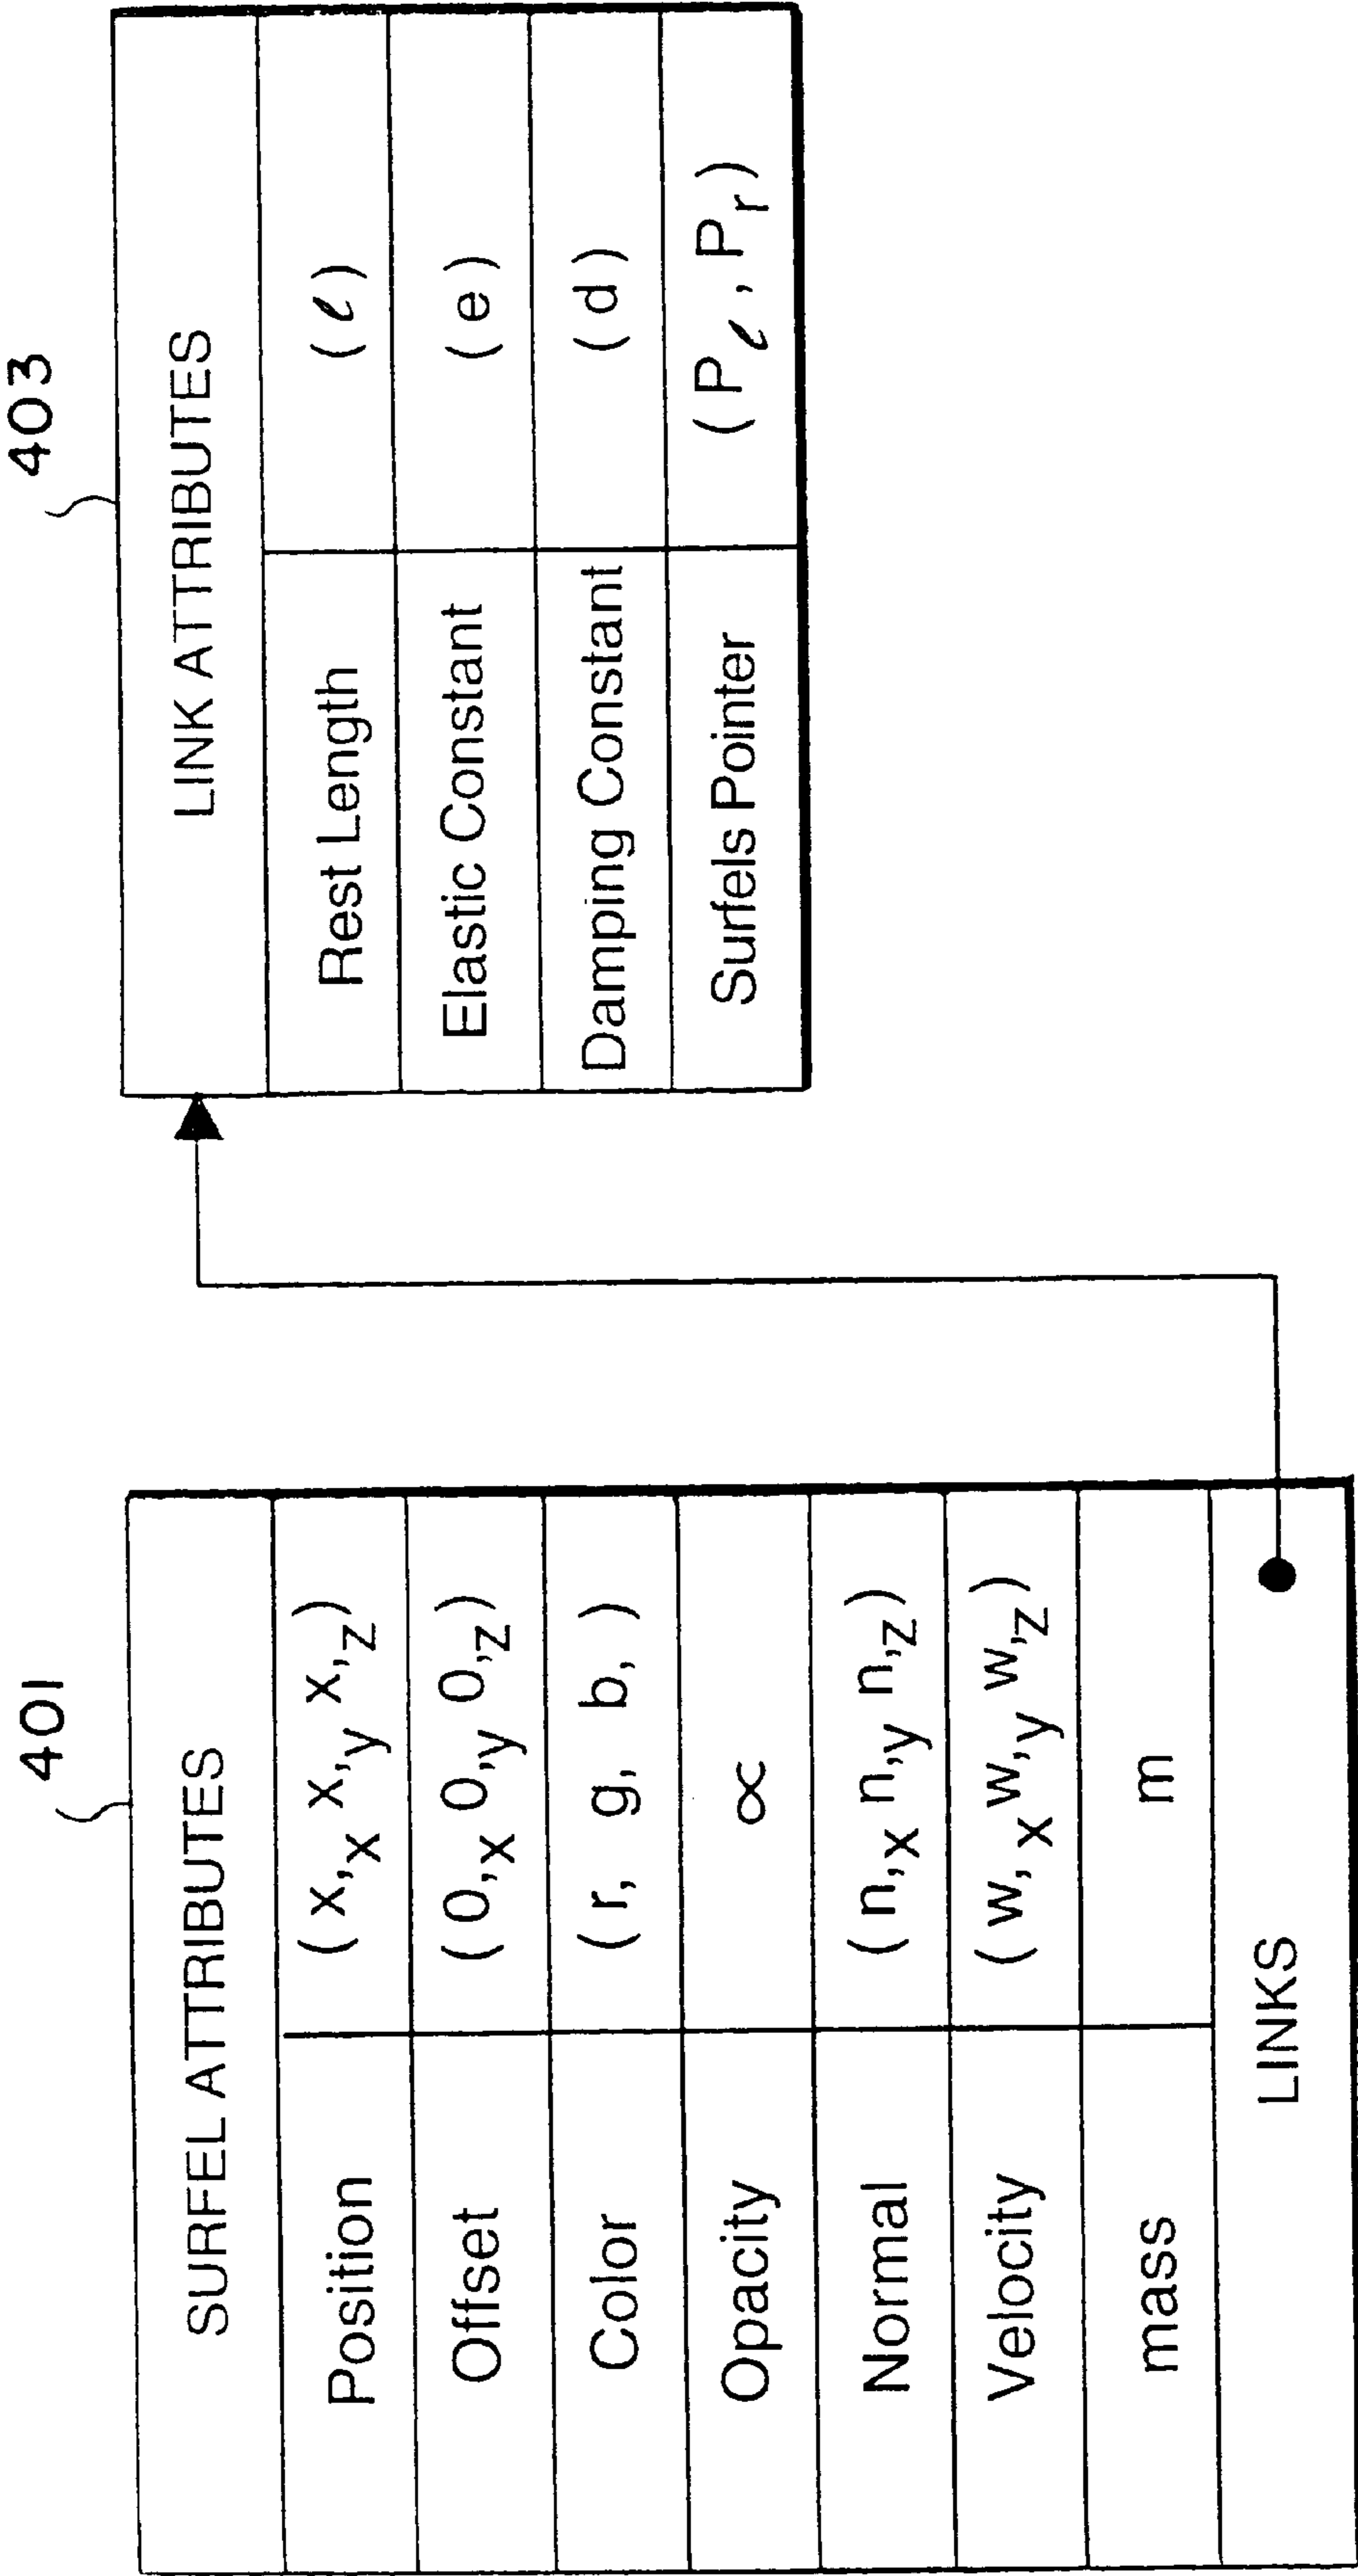 401
SURFEL ATTRIBUTES
Position ( x,x x,y x,z)
Offset ( 0,x 0,y 0,z)
Color ( r, g, b, )
Opacity ∝
Normal ( n,x n,y n,z)
Velocity ( w,x w,y w,z)
mass m
LINKS
403
LINK ATTRIBUTES
Rest Length ( ℓ )
Elastic Constant ( e )
Damping Constant ( d )
Surfels Pointer ( Pℓ , Pr )